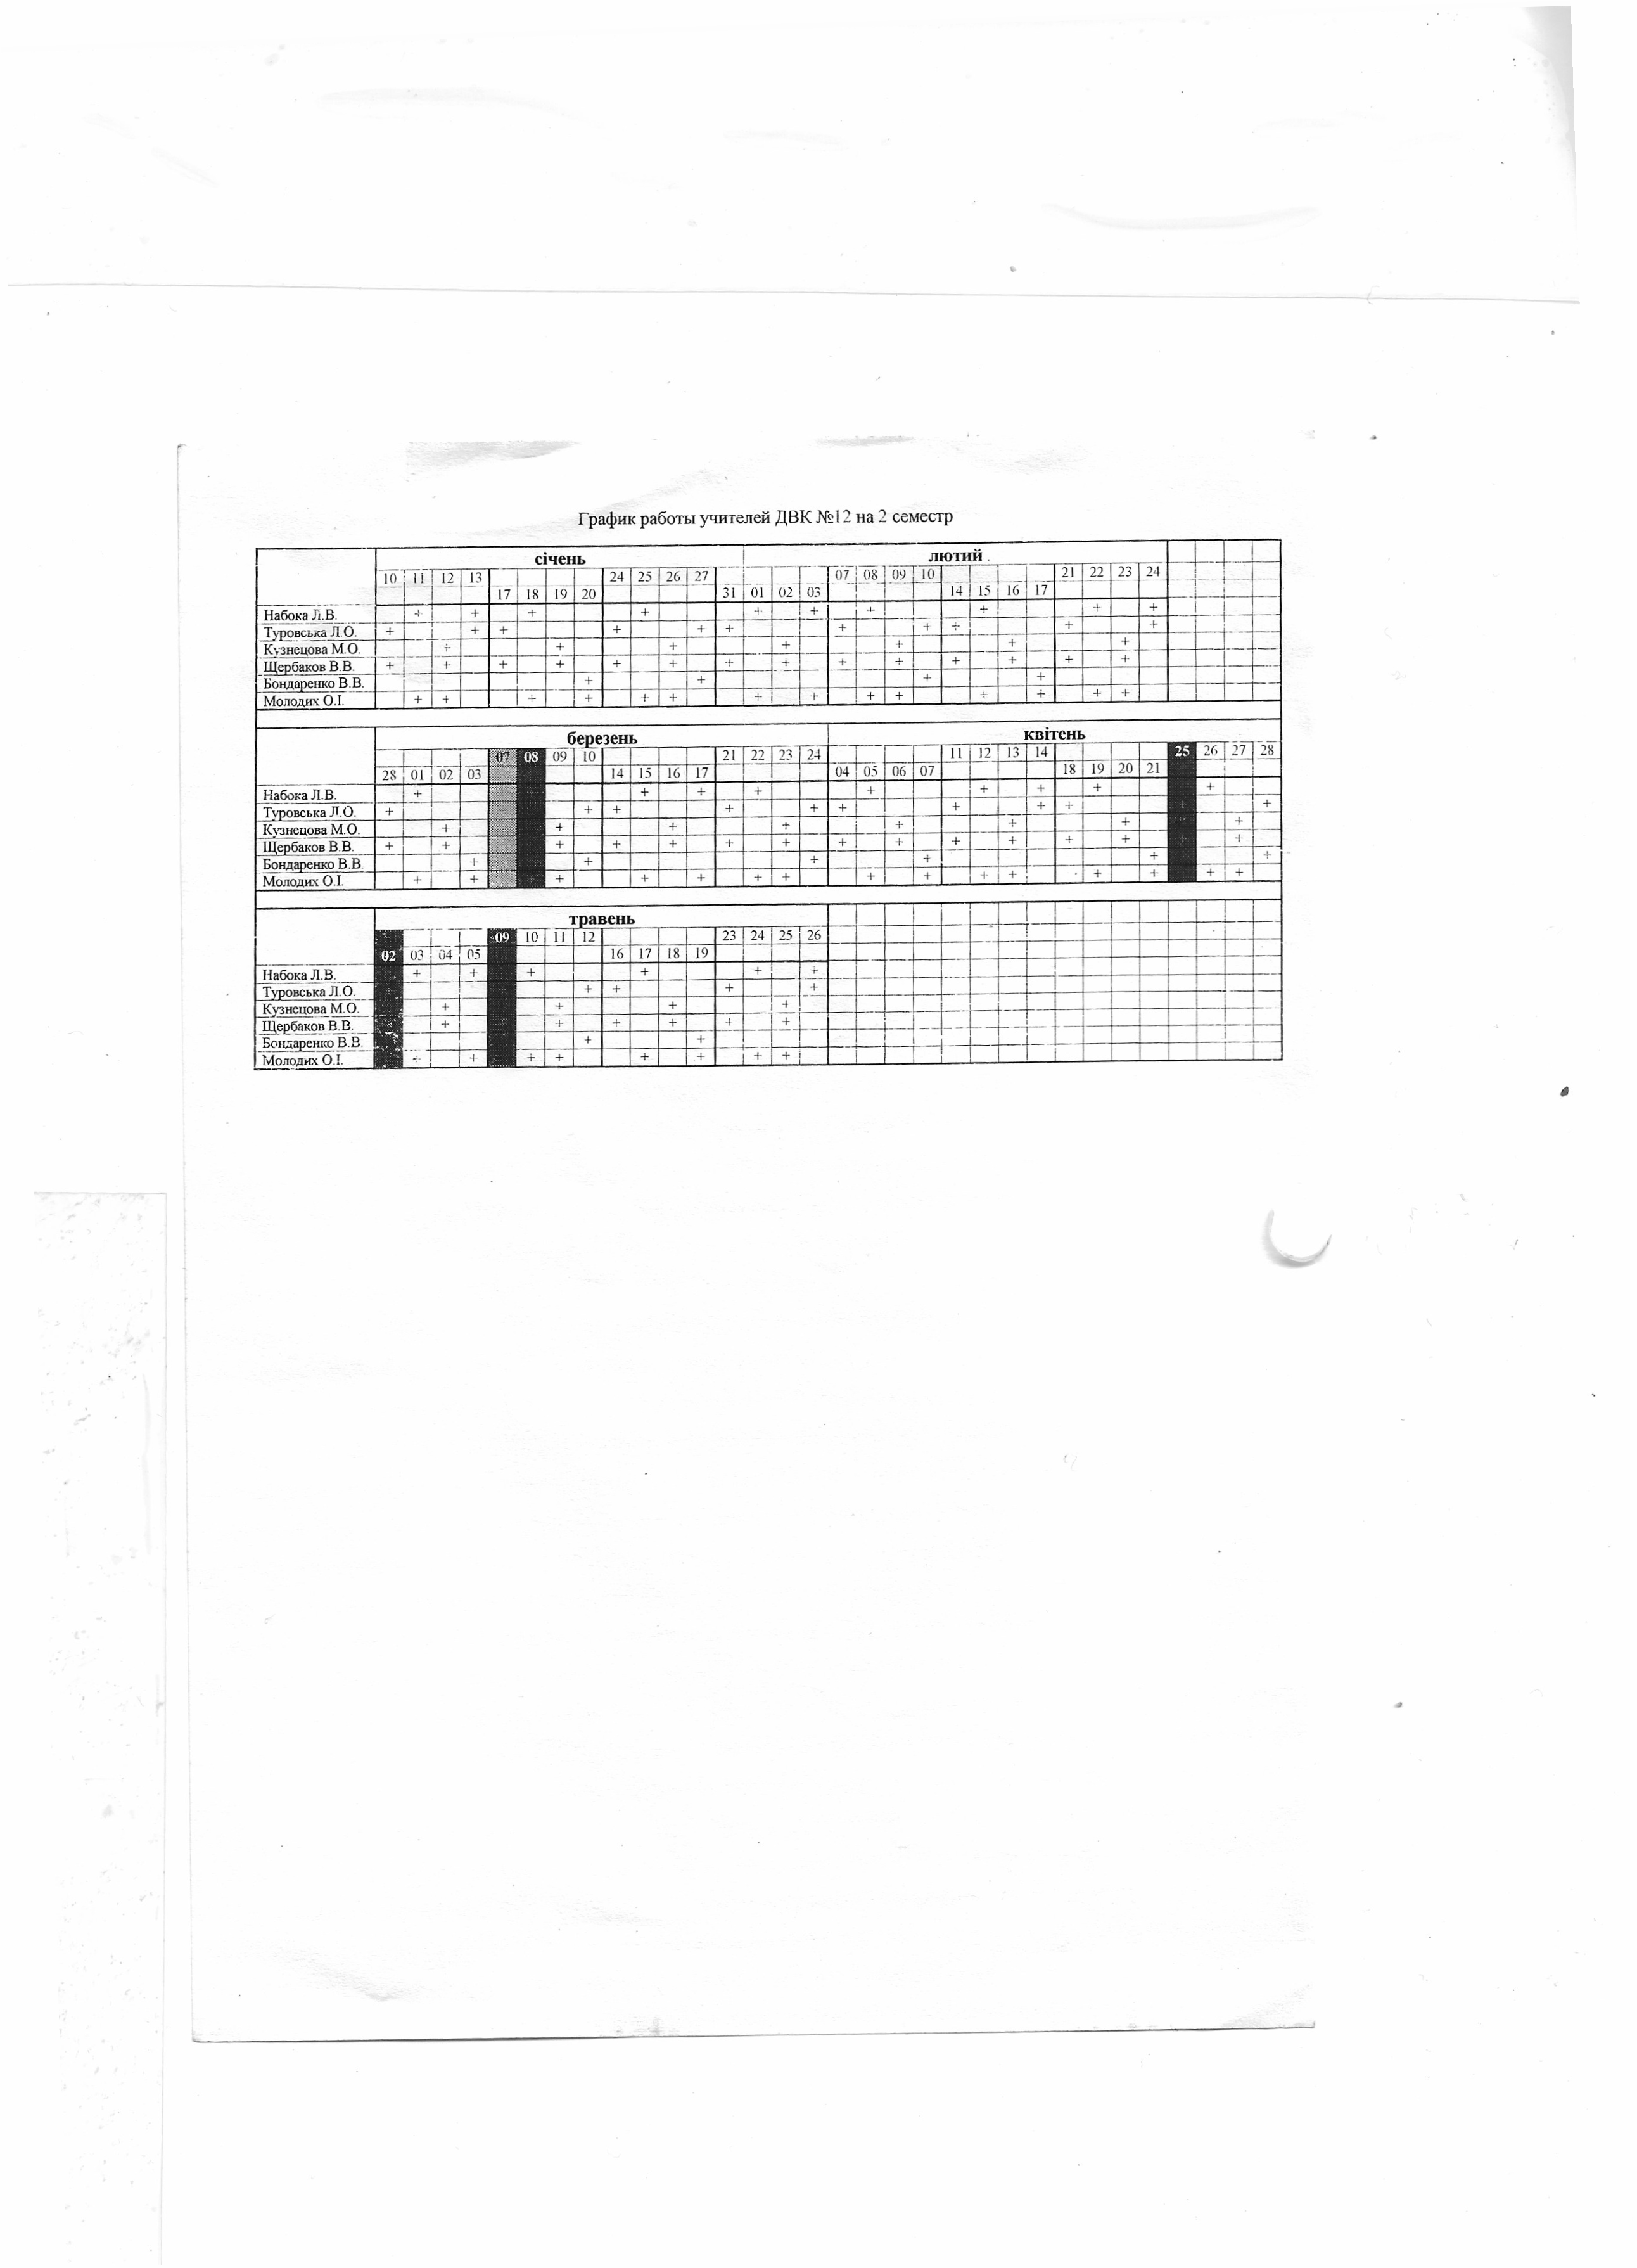 График работы учителей ДВК №12 на 2 семестр
січень лютий
10 11 12 13 24 25 26 27 07 08 09 10 21 22 23 24
17 18 19 20 31 01 02 03 14 15 16 17
Набока Л.В. + + + + + + + + + +
Туровська Л.О. + + + + + + + + + + +
Кузнецова М.О. + + + + + + +
Щербаков В.В. + + + + + + + + + + + + + +
Бондаренко В.В. + + + +
Молодих О.І. + + + + + + + + + + + + + +
березень квітень
07 08 09 10 21 22 23 24 11 12 13 14 25 26 27 28
28 01 02 03 14 15 16 17 04 05 06 07 18 19 20 21
Набока Л.В. + + + + + + + + +
Туровська Л.О. + + + + + + + + + + +
Кузнецова М.О. + + + + + + + +
Щербаков В.В. + + + + + + + + + + + + + +
Бондаренко В.В. + + + + + +
Молодих О.І. + + + + + + + + + + + + + + +
травень
09 10 11 12 23 24 25 26
02 03 04 05 16 17 18 19
Набока Л.В. + + + + + +
Туровська Л.О. + + + +
Кузнецова М.О. + + + +
Щербаков В.В. + + + + + +
Бондаренко В.В. + +
Молодих О.І. + + + + + + + +